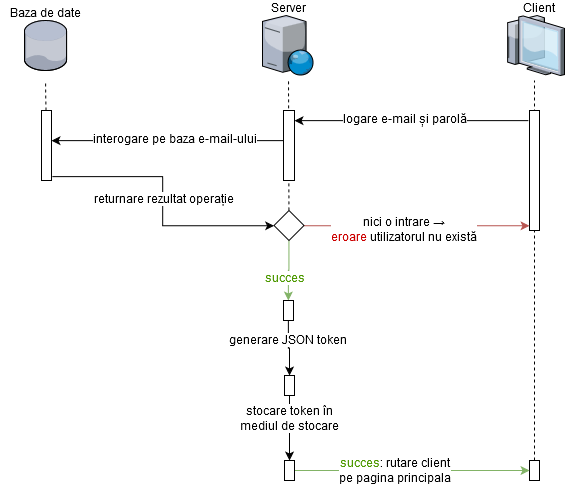 Baza de date
Server
Client
logare e-mail și parolă
interogare pe baza e-mail-ului
returnare rezultat operație
nici o intrare →
eroare utilizatorul nu există
succes
generare JSON token
stocare token în
mediul de stocare
succes: rutare client
pe pagina principala